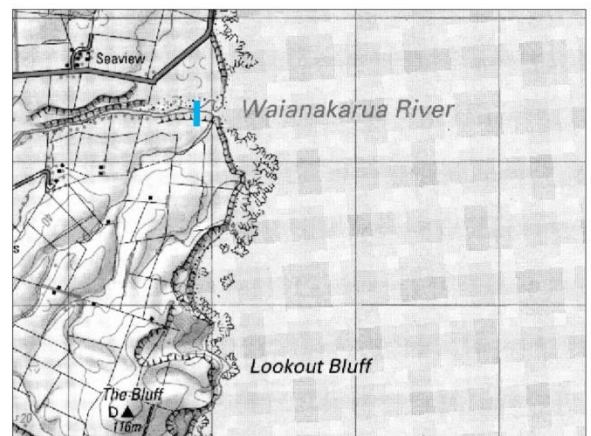 Seaview
Waianakarua River
s
Lookout Bluff
The Bluff
D
116m